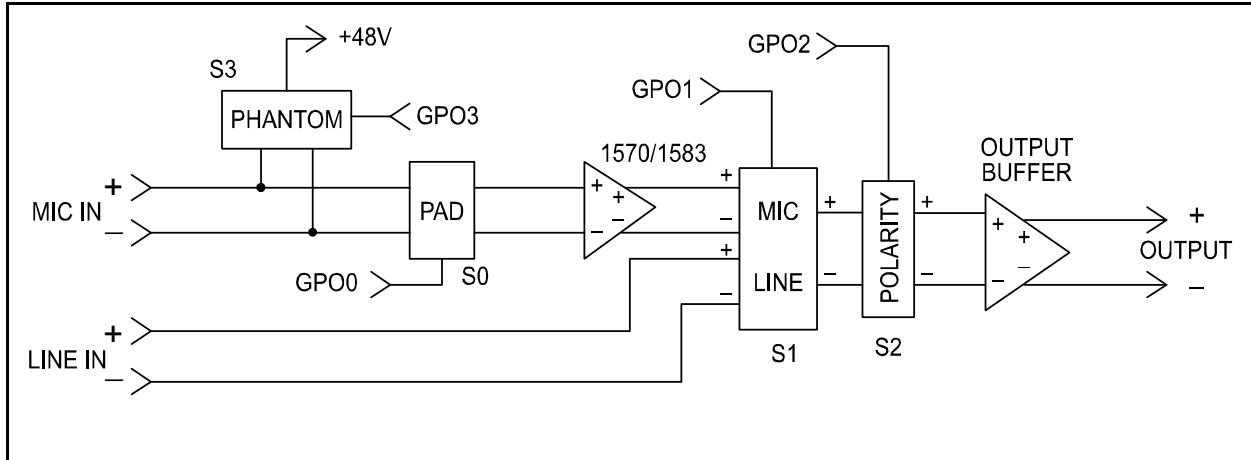 +48V
S3
PHANTOM
GPO3
GPO2
GPO1
1570/1583
+
MIC IN
−
PAD
S0
GPO0
+
LINE IN
−
+ −
+ −
+
−
+
−
MIC
LINE
S1
+
−
POLARITY
S2
+
−
OUTPUT
BUFFER
+ −
+ −
+
OUTPUT
−